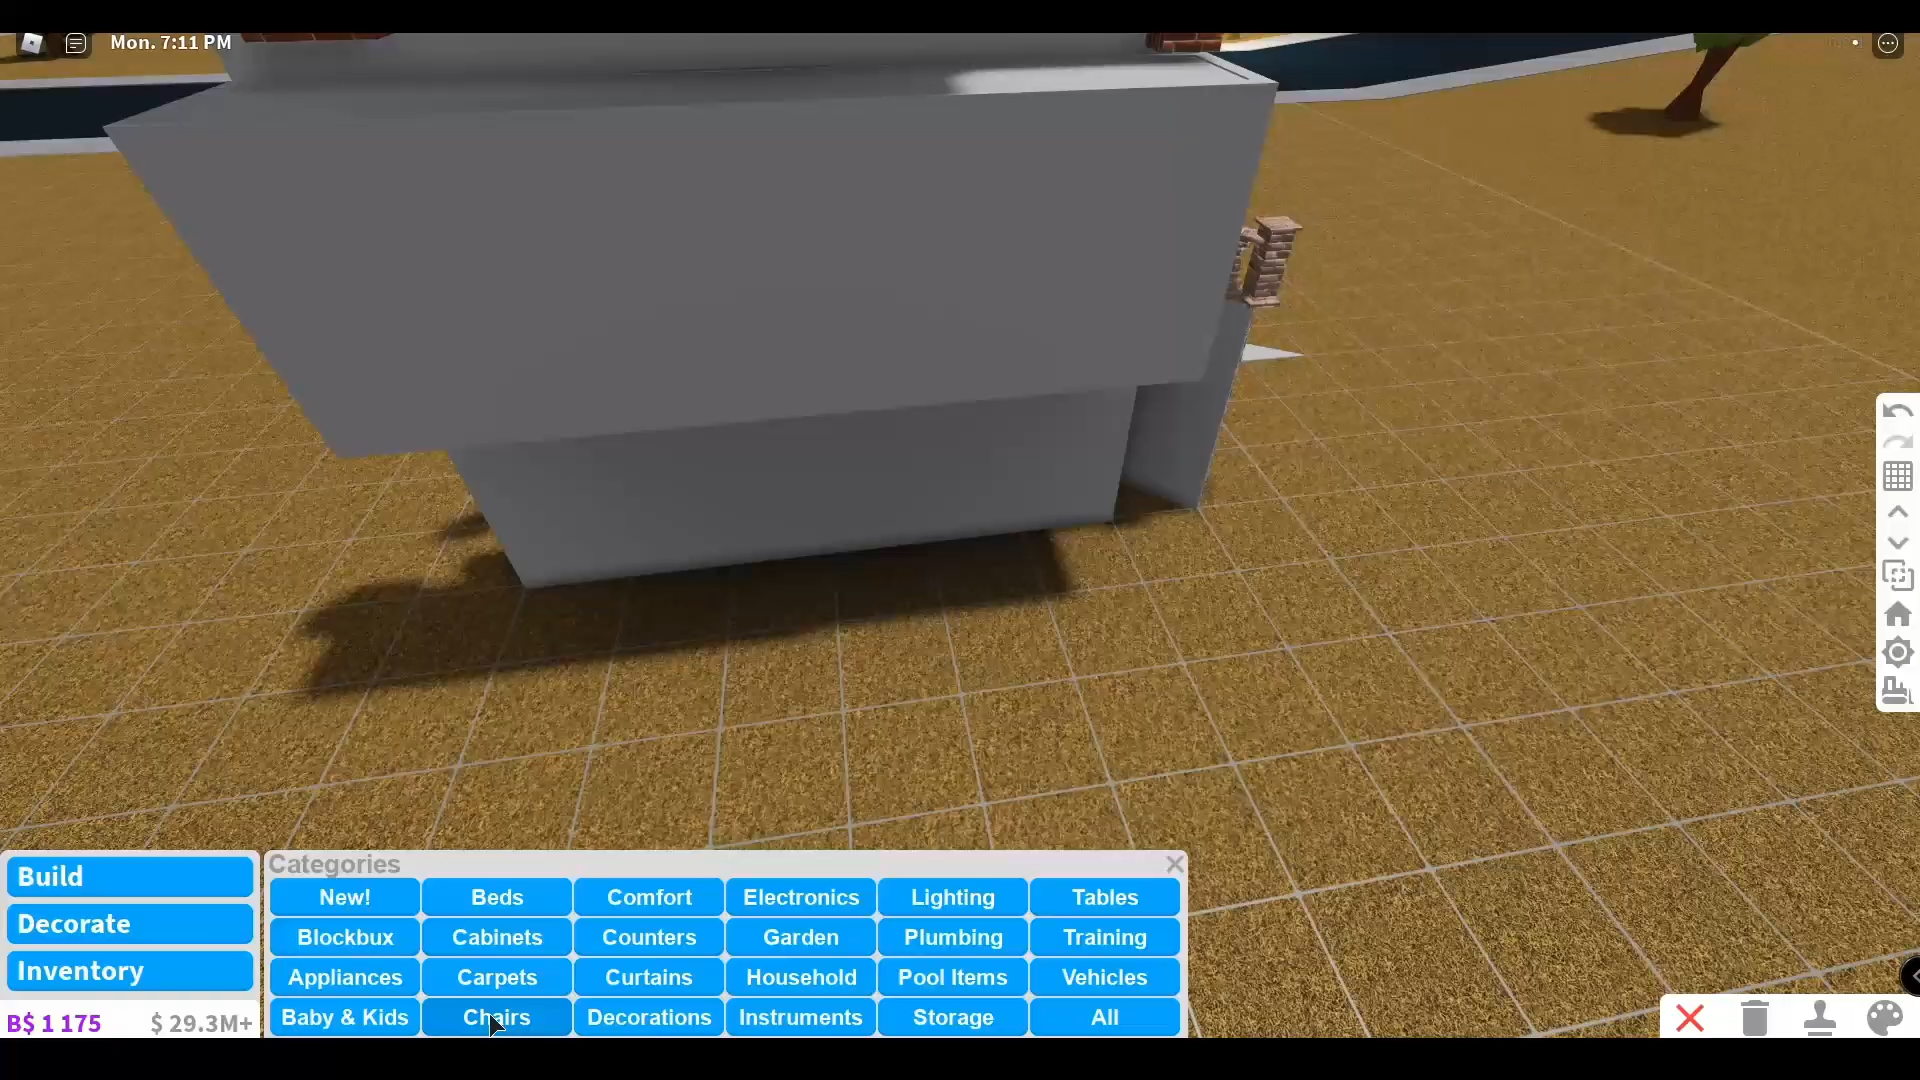 Mon. 7:11 PM
Build
Decorate
Inventory
B$ 1 175
$ 29.3M+
Categories
New!
Beds
Comfort
Electronics
Lighting
Tables
Blockbux
Cabinets
Counters
Garden
Plumbing
Training
Appliances
Carpets
Curtains
Household
Pool Items
Vehicles
Baby & Kids
Chairs
Decorations
Instruments
Storage
All